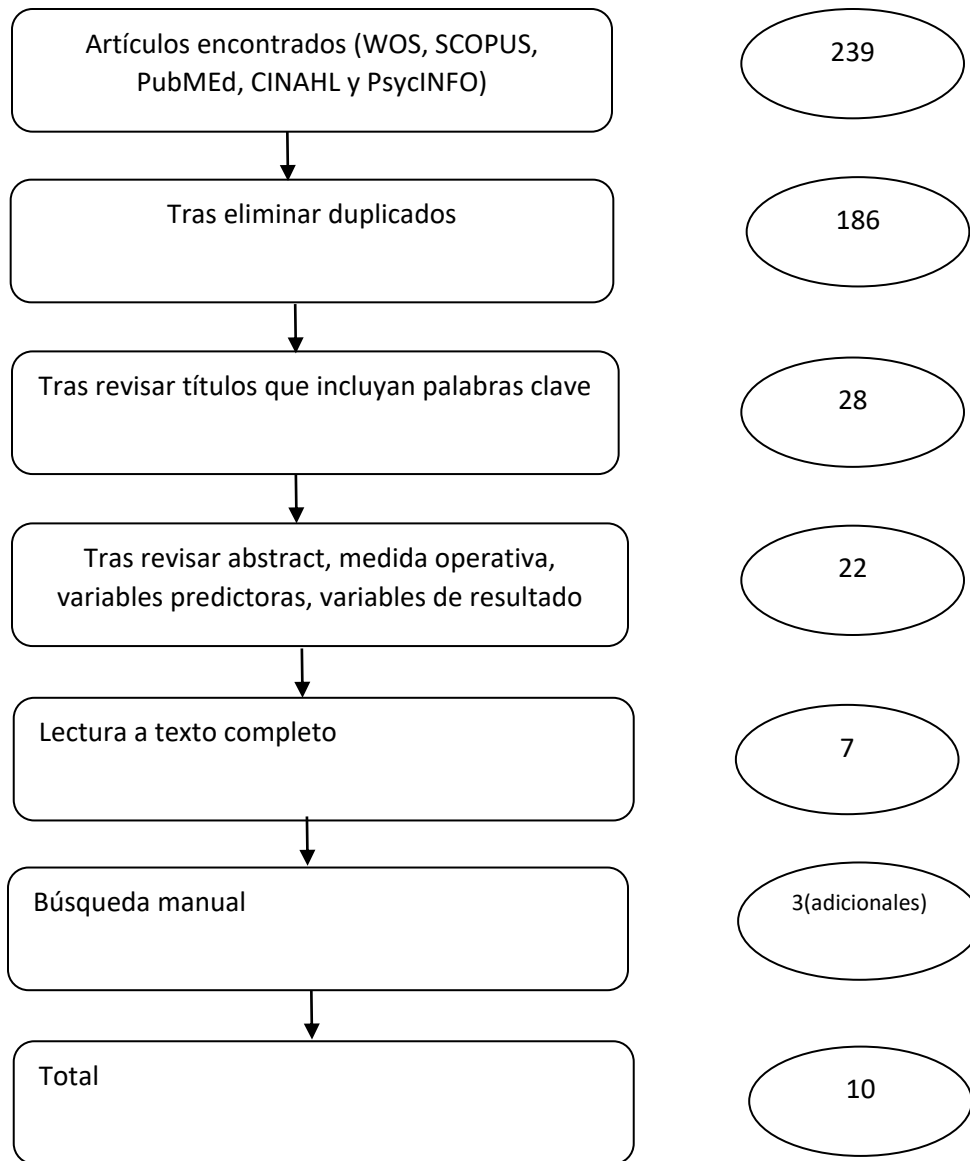 Artículos encontrados (WOS, SCOPUS,
PubMEd, CINAHL y PsycINFO)
239
Tras eliminar duplicados
186
Tras revisar títulos que incluyan palabras clave
28
Tras revisar abstract, medida operativa,
variables predictoras, variables de resultado
22
Lectura a texto completo
7
Búsqueda manual
3(adicionales)
Total
10